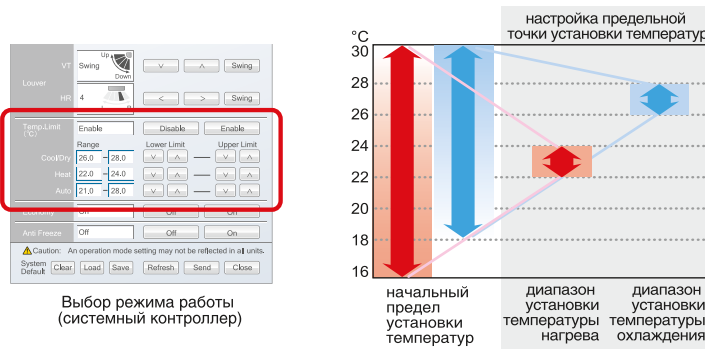 VT
Swing
Up
Down
Swing
Louver
HR
4
L
R
Swing
Temp.Limit
(°C)
Enable
Disable
Enable
Range
Lower Limit
Upper Limit
Cool/Dry
26,0 – 28,0
Heat
22.0 – 24.0
Auto
21,0 – 28,0
Economy
Off
Off
On
Anti Freeze
Off
Off
On
Caution: An operation mode setting may not be reflected in all units.
System
Default
Clear
Load
Save
Refresh
Send
Close
Выбор режима работы
(системный контроллер)
настройка предельной
точки установки температур
°C
30
28
26
24
22
20
18
16
начальный
предел
установки
температур
диапазон
установки
температуры
нагрева
диапазон
установки
температуры
охлаждения